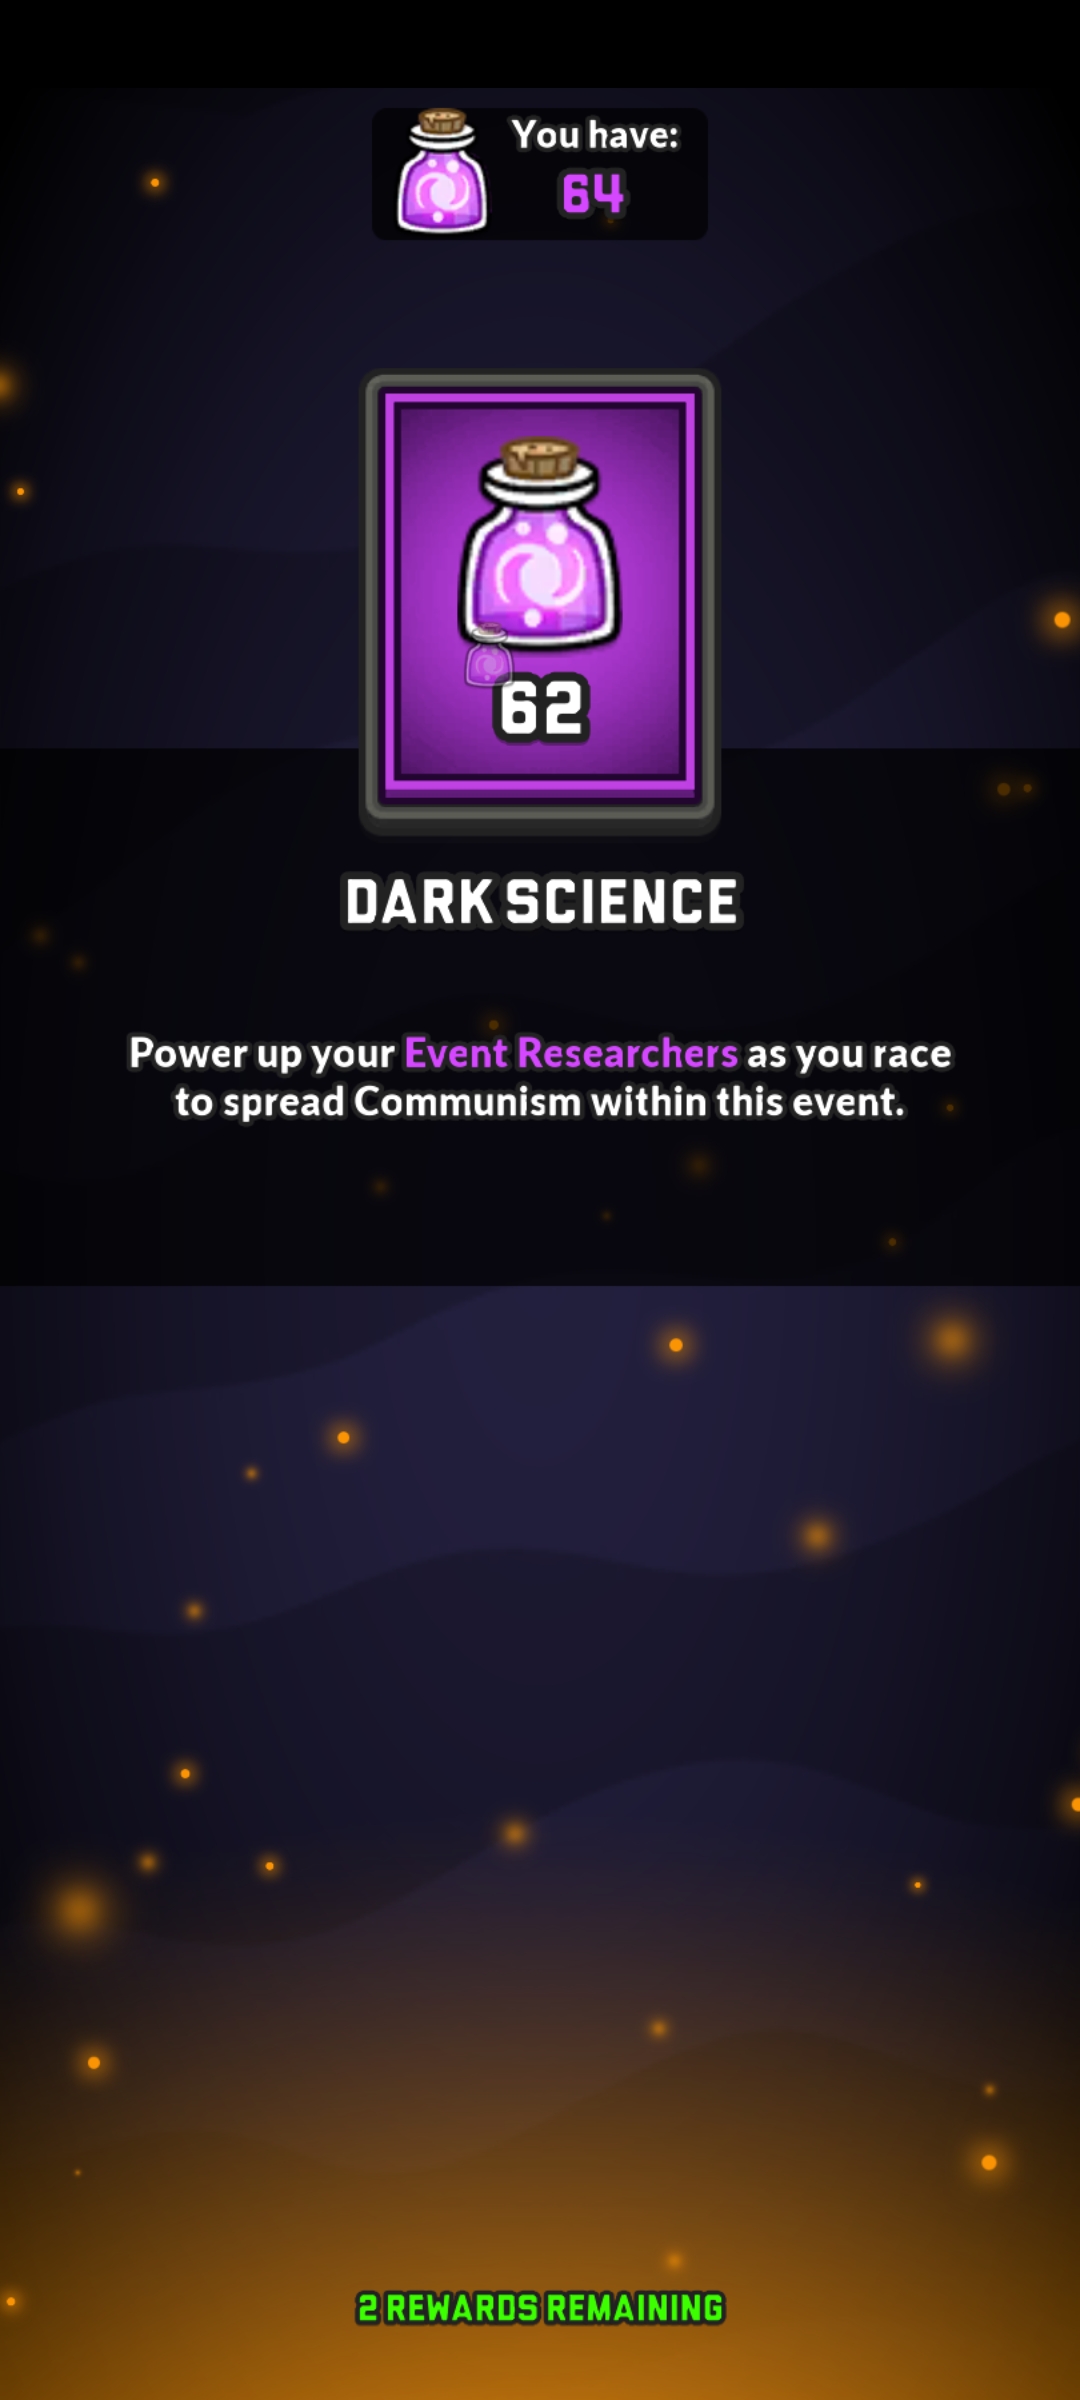 You have:
64
62
DARK SCIENCE
Power up your Event Researchers as you race
to spread Communism within this event.
2 REWARDS REMAINING